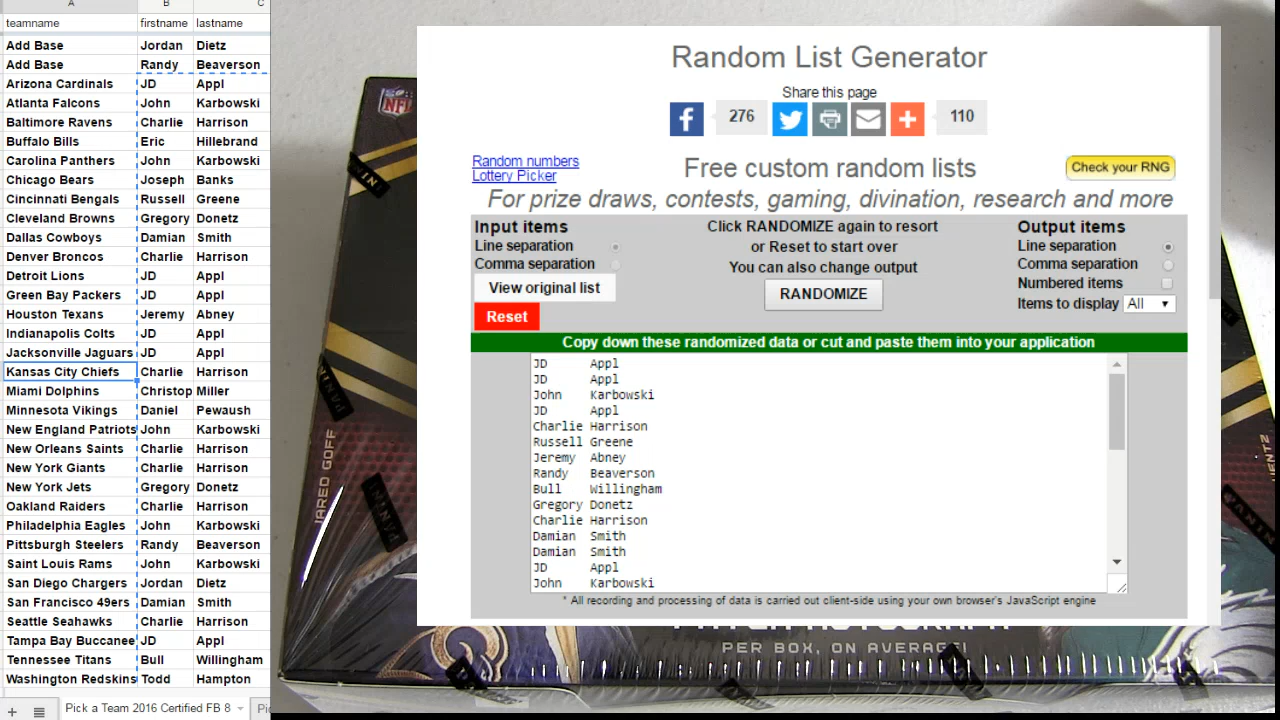 A B C
teamname firstname lastname
Add Base Jordan Dietz
Add Base Randy Beaverson
Arizona Cardinals JD Appl
Atlanta Falcons John Karbowski
Baltimore Ravens Charlie Harrison
Buffalo Bills Eric Hillebrand
Carolina Panthers John Karbowski
Chicago Bears Joseph Banks
Cincinnati Bengals Russell Greene
Cleveland Browns Gregory Donetz
Dallas Cowboys Damian Smith
Denver Broncos Charlie Harrison
Detroit Lions JD Appl
Green Bay Packers JD Appl
Houston Texans Jeremy Abney
Indianapolis Colts JD Appl
Jacksonville Jaguars JD Appl
Kansas City Chiefs Charlie Harrison
Miami Dolphins Christop Miller
Minnesota Vikings Daniel Pewaush
New England Patriots John Karbowski
New Orleans Saints Charlie Harrison
New York Giants Charlie Harrison
New York Jets Gregory Donetz
Oakland Raiders Charlie Harrison
Philadelphia Eagles John Karbowski
Pittsburgh Steelers Randy Beaverson
Saint Louis Rams John Karbowski
San Diego Chargers Jordan Dietz
San Francisco 49ers Damian Smith
Seattle Seahawks Charlie Harrison
Tampa Bay Buccanee JD Appl
Tennessee Titans Bull Willingham
Washington Redskins Todd Hampton
Pick a Team 2016 Certified FB 8
Random List Generator
Share this page
276 110
Random numbers
Lottery Picker
Free custom random lists
Check your RNG
For prize draws, contests, gaming, divination, research and more
Input items
Line separation
Comma separation
View original list
Reset
Click RANDOMIZE again to resort
or Reset to start over
You can also change output
RANDOMIZE
Output items
Line separation
Comma separation
Numbered items
Items to display All
Copy down these randomized data or cut and paste them into your application
JD Appl
JD Appl
John Karbowski
JD Appl
Charlie Harrison
Russell Greene
Jeremy Abney
Randy Beaverson
Bull Willingham
Gregory Donetz
Charlie Harrison
Damian Smith
Damian Smith
JD Appl
John Karbowski
* All recording and processing of data is carried out client-side using your own browser's JavaScript engine
NFL
PANINI
JARED GOFF
PANINI
PER BOX, ON AVERAGE!